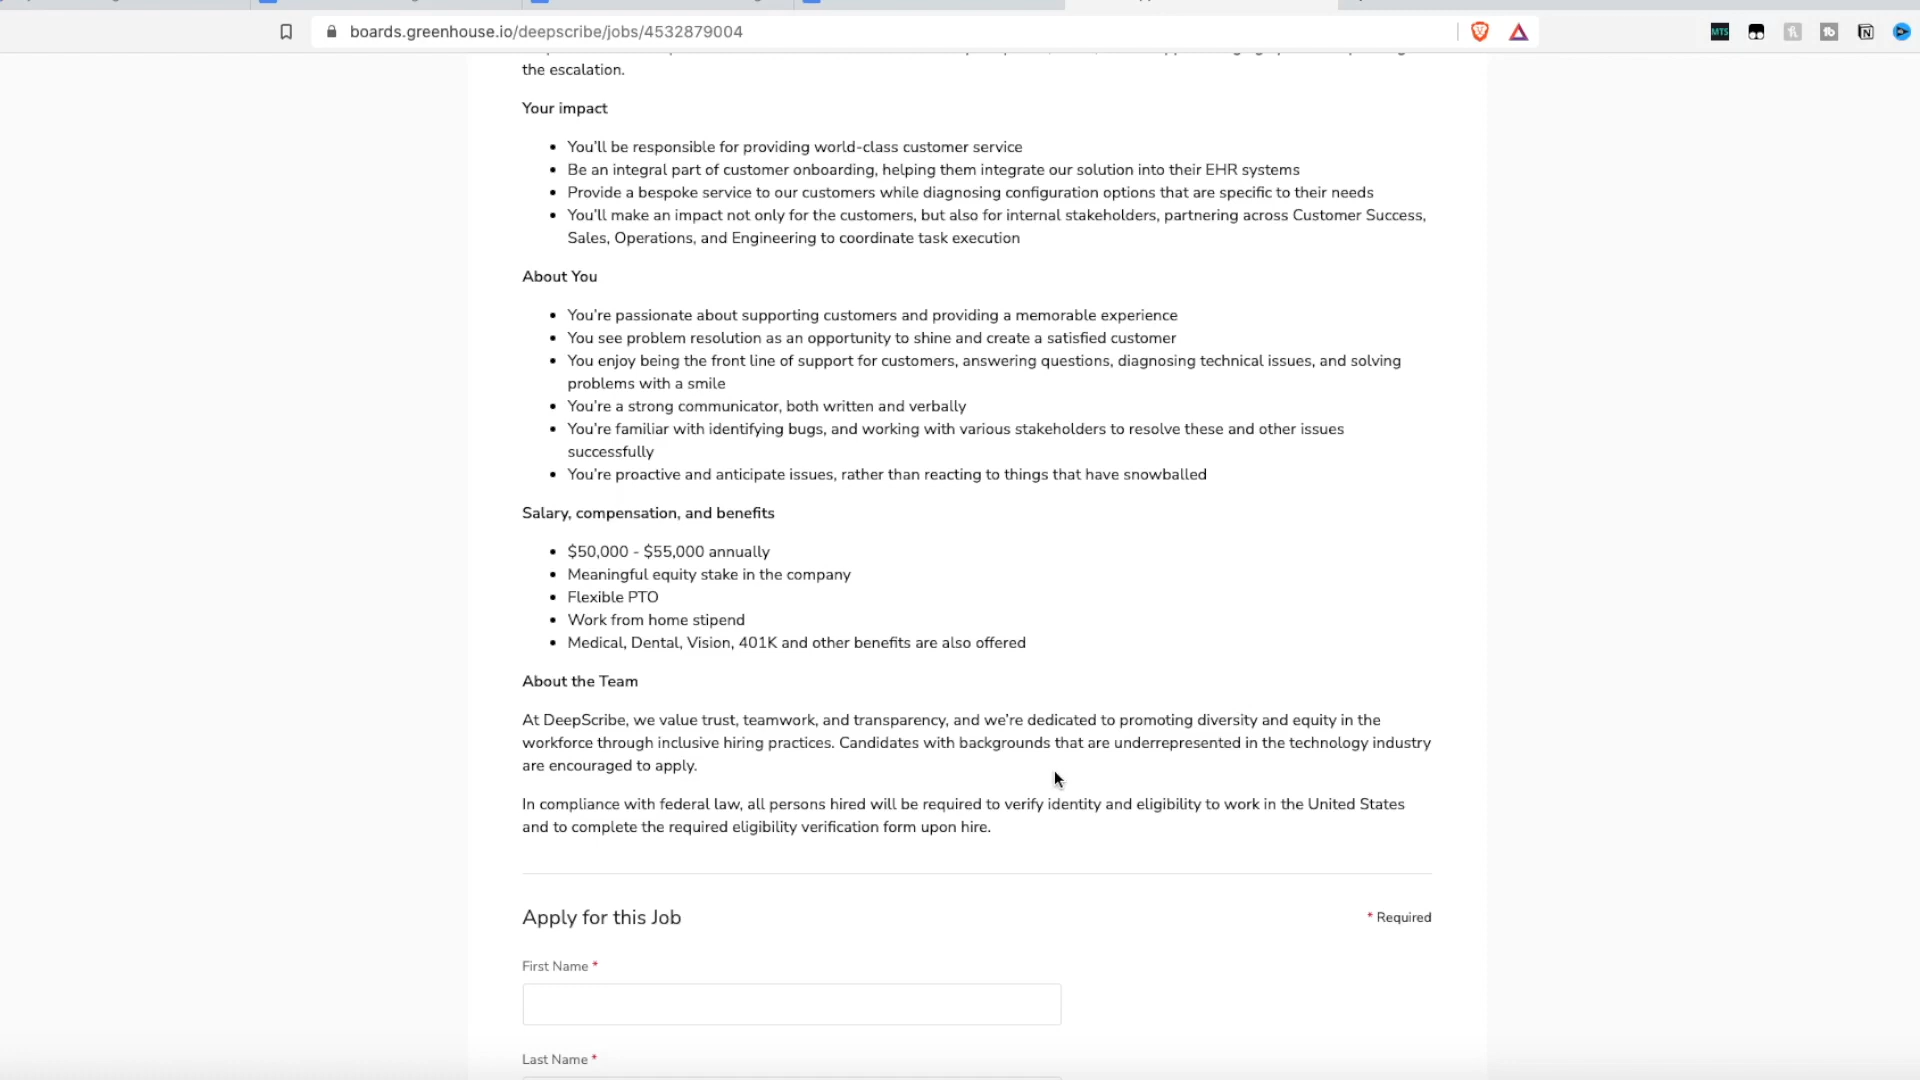 boards.greenhouse.io/deepscribe/jobs/4532879004
MTS
the escalation.
Your impact
You’ll be responsible for providing world-class customer service
Be an integral part of customer onboarding, helping them integrate our solution into their EHR systems
Provide a bespoke service to our customers while diagnosing configuration options that are specific to their needs
You’ll make an impact not only for the customers, but also for internal stakeholders, partnering across Customer Success,
Sales, Operations, and Engineering to coordinate task execution
About You
You’re passionate about supporting customers and providing a memorable experience
You see problem resolution as an opportunity to shine and create a satisfied customer
You enjoy being the front line of support for customers, answering questions, diagnosing technical issues, and solving
problems with a smile
You’re a strong communicator, both written and verbally
You’re familiar with identifying bugs, and working with various stakeholders to resolve these and other issues
successfully
You’re proactive and anticipate issues, rather than reacting to things that have snowballed
Salary, compensation, and benefits
$50,000 - $55,000 annually
Meaningful equity stake in the company
Flexible PTO
Work from home stipend
Medical, Dental, Vision, 401K and other benefits are also offered
About the Team
At DeepScribe, we value trust, teamwork, and transparency, and we’re dedicated to promoting diversity and equity in the
workforce through inclusive hiring practices. Candidates with backgrounds that are underrepresented in the technology industry
are encouraged to apply.
In compliance with federal law, all persons hired will be required to verify identity and eligibility to work in the United States
and to complete the required eligibility verification form upon hire.
Apply for this Job
* Required
First Name *
Last Name *